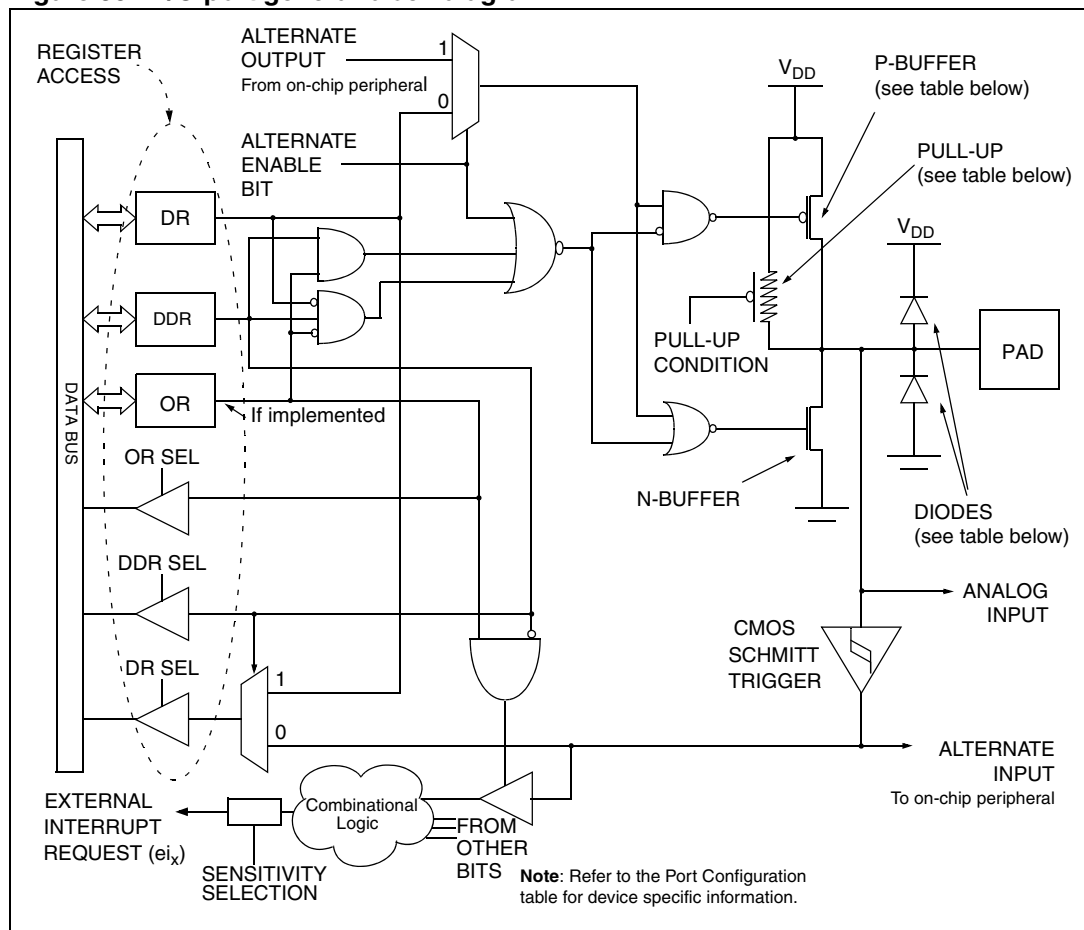 REGISTER
ACCESS
ALTERNATE
OUTPUT
From on-chip peripheral
1
0
ALTERNATE
ENABLE
BIT
VDD
P-BUFFER
(see table below)
PULL-UP
(see table below)
VDD
DR
DDR
OR
If implemented
PULL-UP
CONDITION
PAD
DATA BUS
OR SEL
N-BUFFER
DIODES
(see table below)
DDR SEL
ANALOG
INPUT
CMOS
SCHMITT
TRIGGER
DR SEL
1
0
ALTERNATE
INPUT
To on-chip peripheral
EXTERNAL
INTERRUPT
REQUEST (eix)
Combinational
Logic
FROM
OTHER
BITS
SENSITIVITY
SELECTION
Note: Refer to the Port Configuration
table for device specific information.